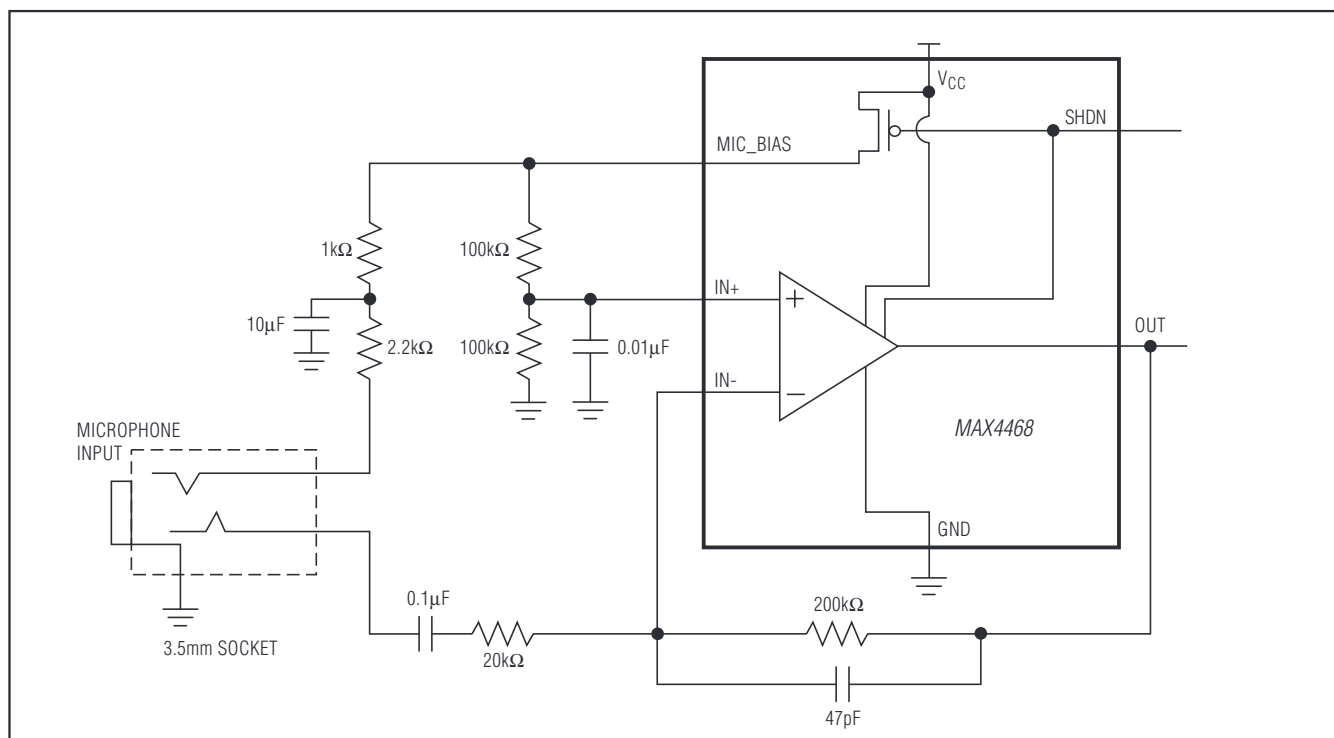 VCC
SHDN
MIC_BIAS
1kΩ
100kΩ
IN+
+
10μF
2.2kΩ
100kΩ
0.01μF
OUT
IN-
−
MAX4468
MICROPHONE
INPUT
GND
0.1μF
200kΩ
3.5mm SOCKET
20kΩ
47pF